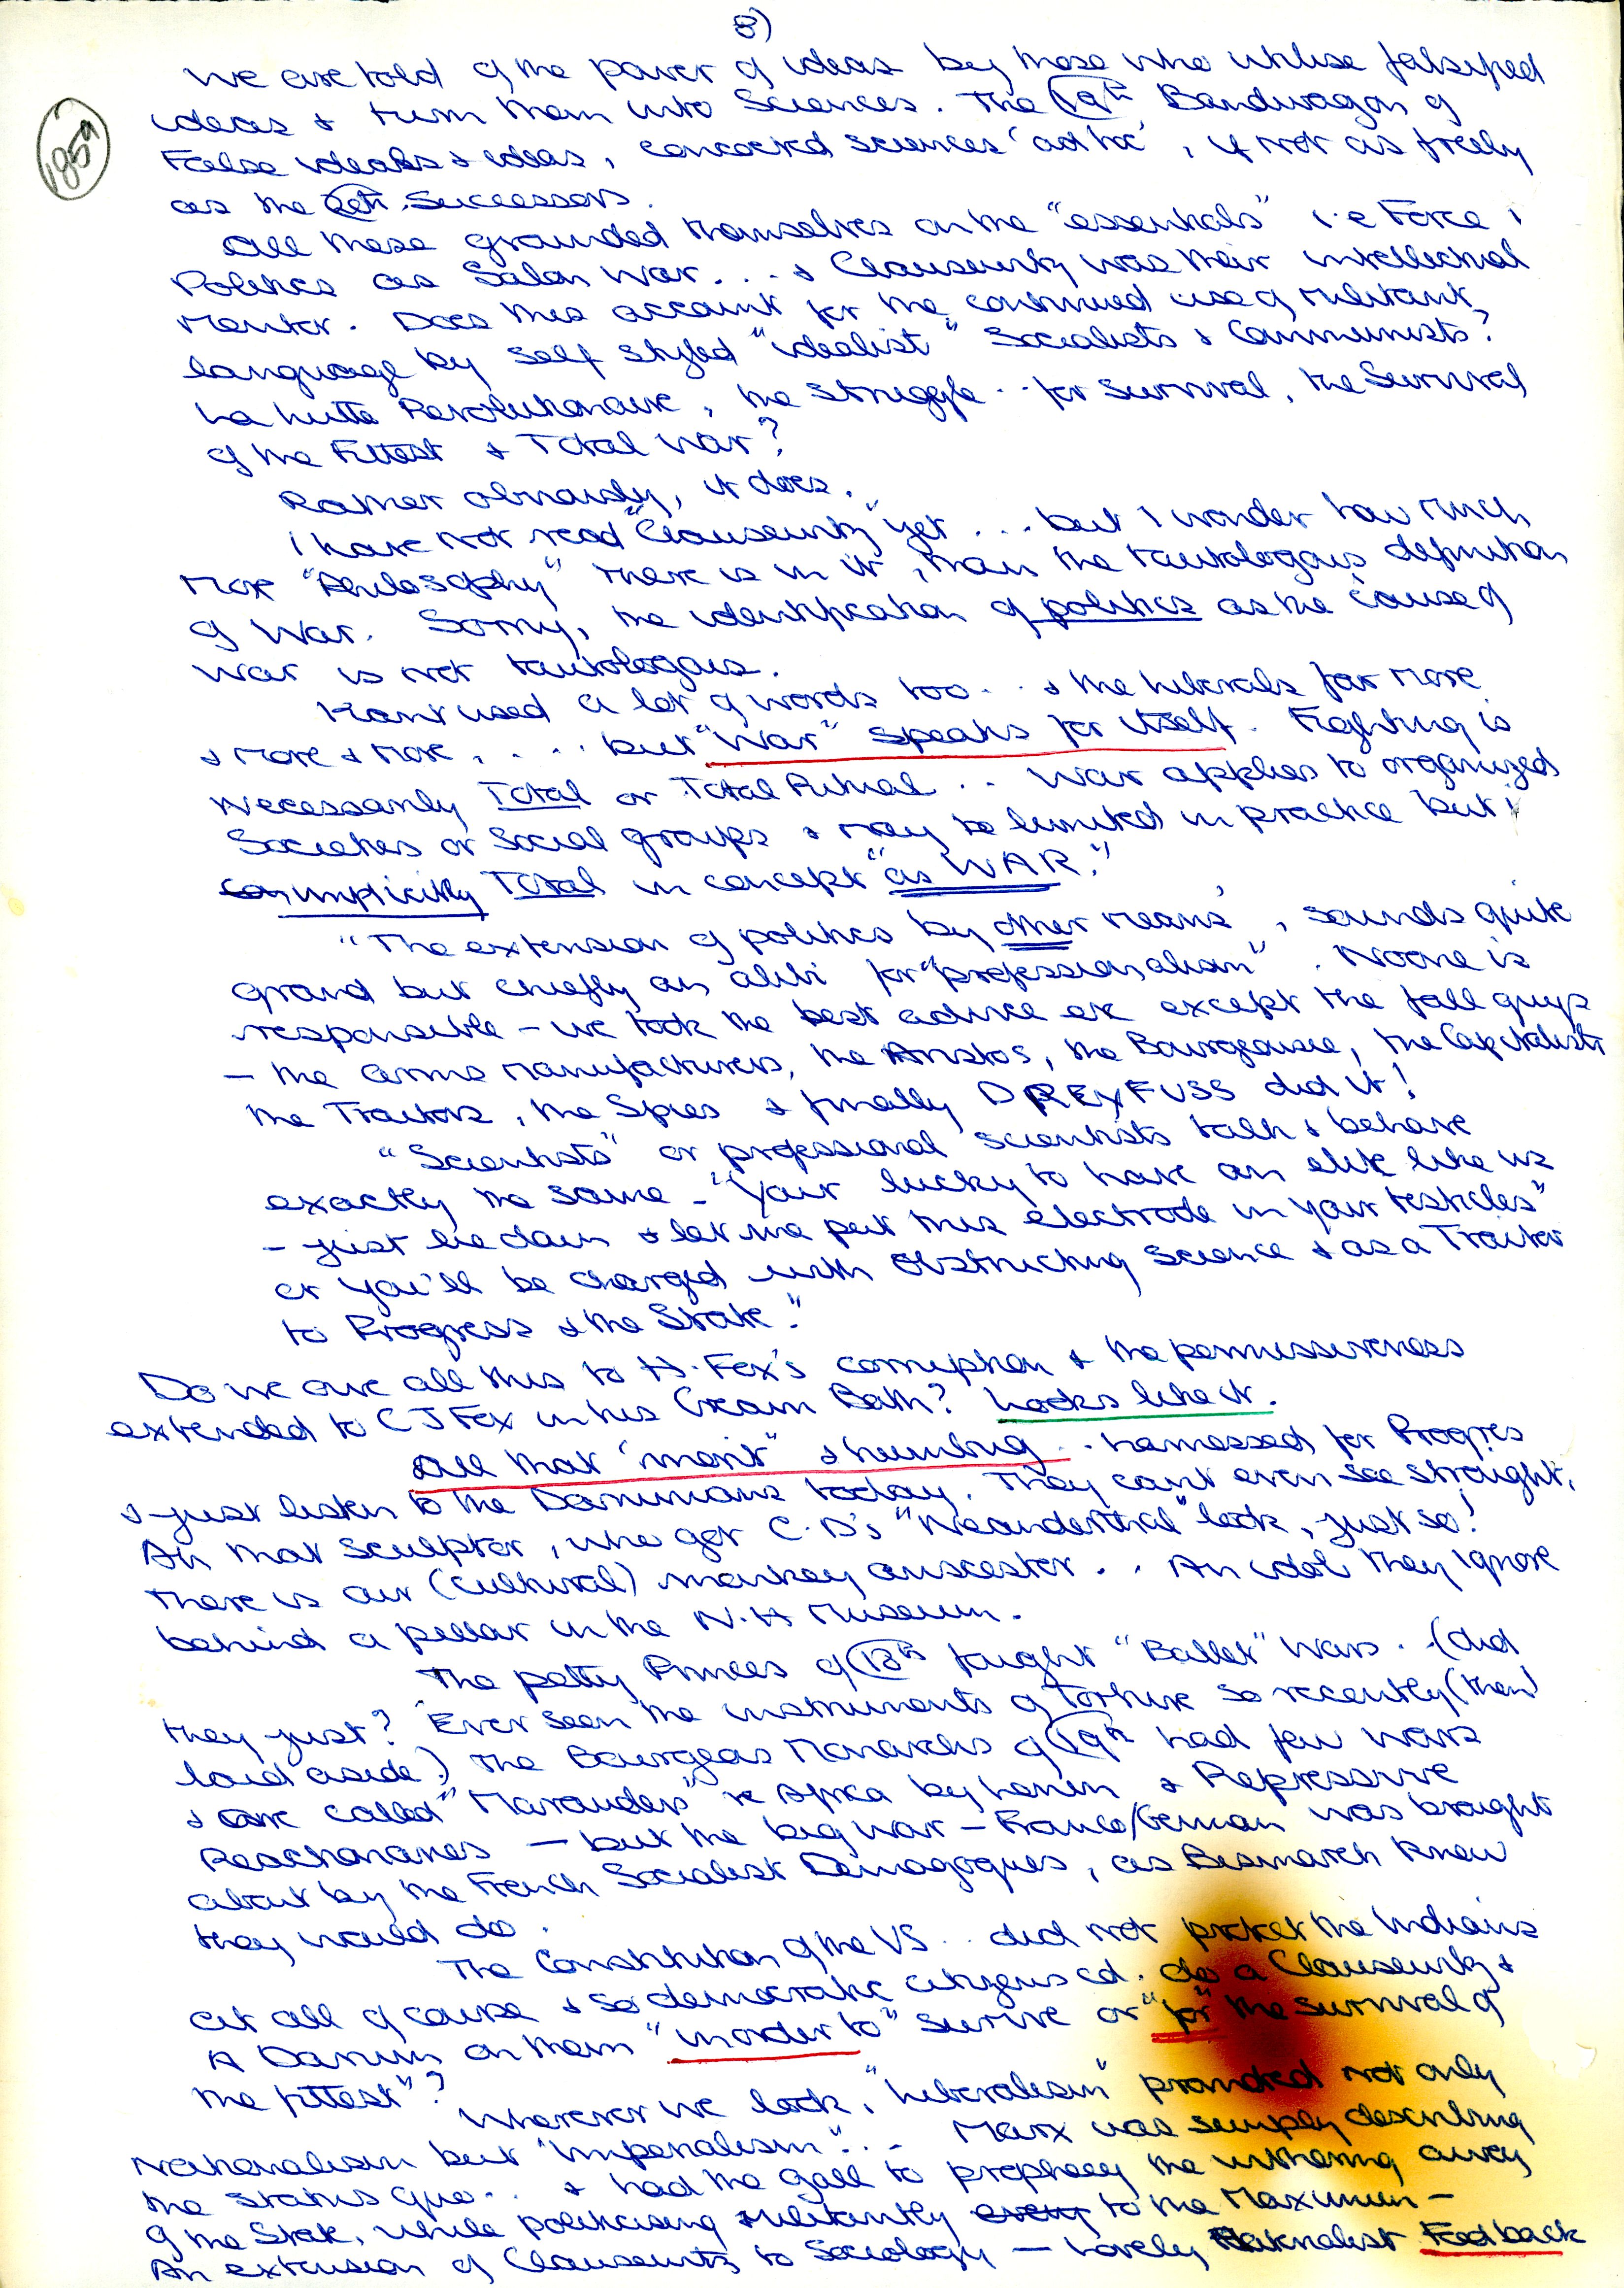 8)
We are told of the power of ideas by those who utilise falsified
1859
ideas & turn them into Sciences. The 19th Bandwagon of
False ideals & ideas, concocted sciences 'ad hoc', if not as freely
as the 20th Successors.
All these grounded themselves on the "essentials" i.e Force,
Politics as Salon War... & Clausewitz was their intellectual
Mentor. Does this account for the continued use of militant
language by self styled "idealist" Socialists & Communists?
La lutte Revolutionaire, the struggle.. for survival, the Survival
of the Fittest & Total War?
Rather obviously, it does.
I have not read "Clausewitz" yet... but I wonder how much
more "Philosophy" there is in it, than the tautologous definition
of War. Sorry, the identification of politics as the cause of
War is not tautologous.
Kant used a lot of words too... & the liberals far more
& more & more, .... but "War" speaks for itself. Fighting is
necessarily Total or Total Ritual.. War applies to organized
Societies or Social groups & may be limited in practice but
implicitly Total in concept "as WAR."
"The extension of politics by other means', sounds quite
grand but chiefly an alibi for "professionalism". Noone is
responsible – we took the best advice etc except the fall guys
– the arms manufacturers, the Aristos, the Bourgeousie, the Capitalists
the Traitors, the Spies & finally DREYFUSS did it!
"Scientists" or professional scientists talk & behave
exactly the same – "Your lucky to have an elite like us
– just lie down & let me put this electrode in your testicles"
or you'll be charged with obstructing Science & as a Traitor
to Progress & the State."
Do we owe all this to H. Fox's corruption & the permissiveness
extended to C J Fox in his Cream Bath? Looks like it.
All that "merit" & humbug.. harnessed for Progres
& just listen to the Darwinians today. They cant even see straight.
Ah that sculptor, who got C.D's "Neanderthal" look, just so!
There is our (cultural) monkey anscester.. An idol they ignore
behind a pillar in the N.H Museum.
The petty Princes of 18th fought "Ballet" Wars. (did
they just? Ever seen the instruments of torture so recently (then)
laid aside.) The Bourgeois Monarchs of 19th had few wars
& are called "Marauders" re Africa by Lenin & Repressive
Reactionaries – but the big war – Franco/German was brought
about by the French Socialist Demagogues, as Bismarck knew
they would do.
The Constitution of the US.. did not protect the Indians
at all of course & so democratic citizens cd. do a Clausewitz &
A Darwin on them "in order to" survive or "for" the survival of
the fittest"?
Wherever we look, "Liberalism" promoted not only
Nationalism but "Imperialism"... Marx was simply describing
the status quo... & had the gall to prophecy the withering away
of the State, while politicising militantly to the Maximum –
An extension of Clausewitz to Sociology – Lovely Feedback